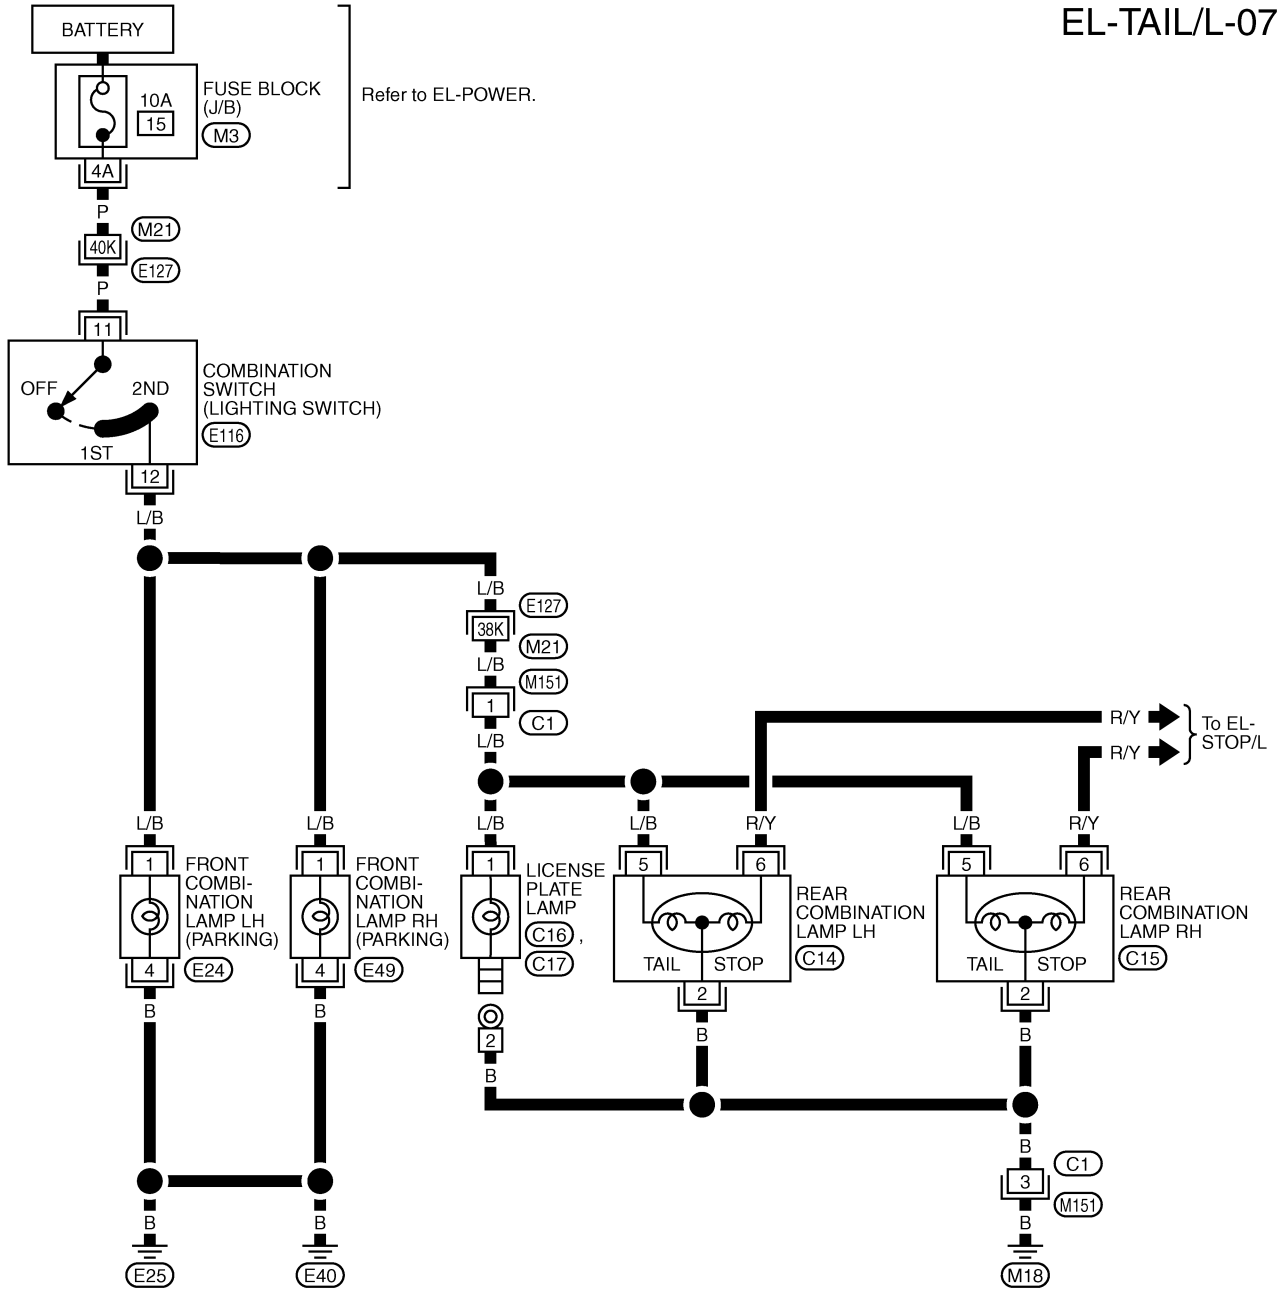 EL-TAIL/L-07
BATTERY
10A
15
FUSE BLOCK
(J/B)
M3
Refer to EL-POWER.
4A
P
M21
40K
E127
P
11
OFF
2ND
1ST
COMBINATION
SWITCH
(LIGHTING SWITCH)
E116
12
L/B
L/B
E127
38K
M21
L/B
M151
1
C1
L/B
R/Y
R/Y
To EL-
STOP/L
L/B
L/B
L/B
L/B
R/Y
L/B
R/Y
1
FRONT
COMBI-
NATION
LAMP LH
(PARKING)
4
E24
1
FRONT
COMBI-
NATION
LAMP RH
(PARKING)
4
E49
1
LICENSE
PLATE
LAMP
C16 ,
C17
2
5
6
TAIL
STOP
2
REAR
COMBINATION
LAMP LH
C14
5
6
TAIL
STOP
2
REAR
COMBINATION
LAMP RH
C15
B
B
B
B
B
B
C1
3
M151
B
B
B
E25
E40
M18